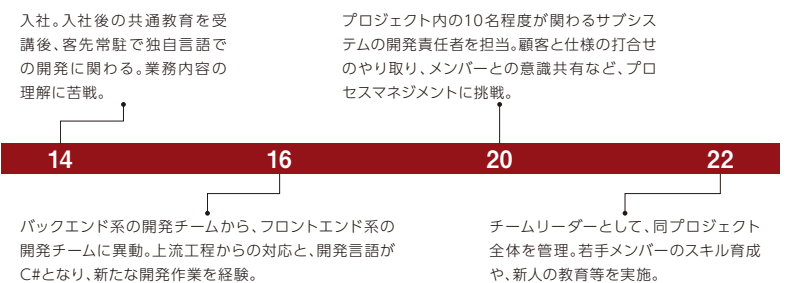 入社。入社後の共通教育を受
講後、客先常駐で独自言語で
の開発に関わる。業務内容の
理解に苦戦。
プロジェクト内の10名程度が関わるサブシス
テムの開発責任者を担当。顧客と仕様の打合せ
のやり取り、メンバーとの意識共有など、プロ
セスマネジメントに挑戦。
14
16
20
22
バックエンド系の開発チームから、フロントエンド系の
開発チームに異動。上流工程からの対応と、開発言語が
C#となり、新たな開発作業を経験。
チームリーダーとして、同プロジェクト
全体を管理。若手メンバーのスキル育成
や、新人の教育等を実施。